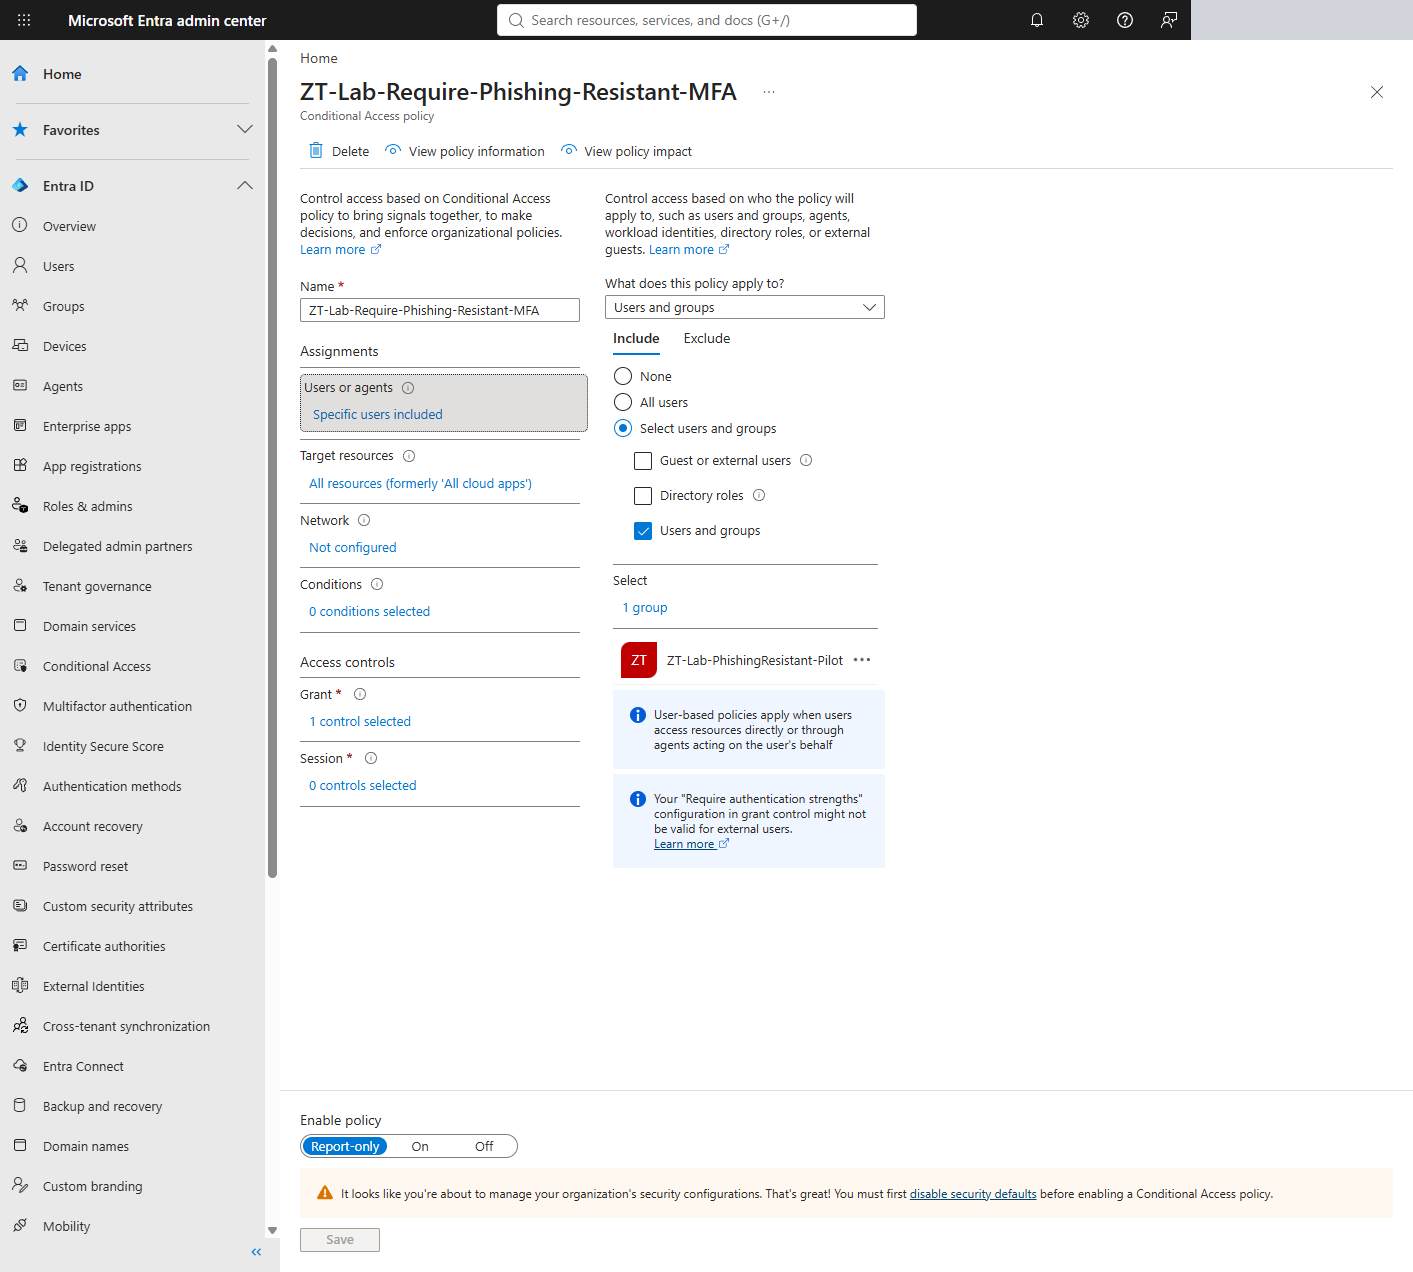 Microsoft Entra admin center
Search resources, services, and docs (G+/)
Home
Favorites
Entra ID
Overview
Users
Groups
Devices
Agents
Enterprise apps
App registrations
Roles & admins
Delegated admin partners
Tenant governance
Domain services
Conditional Access
Multifactor authentication
Identity Secure Score
Authentication methods
Account recovery
Password reset
Custom security attributes
Certificate authorities
External Identities
Cross-tenant synchronization
Entra Connect
Backup and recovery
Domain names
Custom branding
Mobility
Home
ZT-Lab-Require-Phishing-Resistant-MFA
Conditional Access policy
Delete
View policy information
View policy impact
Control access based on Conditional Access
policy to bring signals together, to make
decisions, and enforce organizational policies.
Learn more
Name *
ZT-Lab-Require-Phishing-Resistant-MFA
Assignments
Users or agents
Specific users included
Target resources
All resources (formerly 'All cloud apps')
Network
Not configured
Conditions
0 conditions selected
Access controls
Grant *
1 control selected
Session *
0 controls selected
Control access based on who the policy will
apply to, such as users and groups, agents,
workload identities, directory roles, or external
guests. Learn more
What does this policy apply to?
Users and groups
Include
Exclude
None
All users
Select users and groups
Guest or external users
Directory roles
Users and groups
Select
1 group
ZT
ZT-Lab-PhishingResistant-Pilot
User-based policies apply when users
access resources directly or through
agents acting on the user's behalf
Your "Require authentication strengths"
configuration in grant control might not
be valid for external users.
Learn more
Enable policy
Report-only
On
Off
It looks like you're about to manage your organization's security configurations. That's great! You must first disable security defaults before enabling a Conditional Access policy.
Save